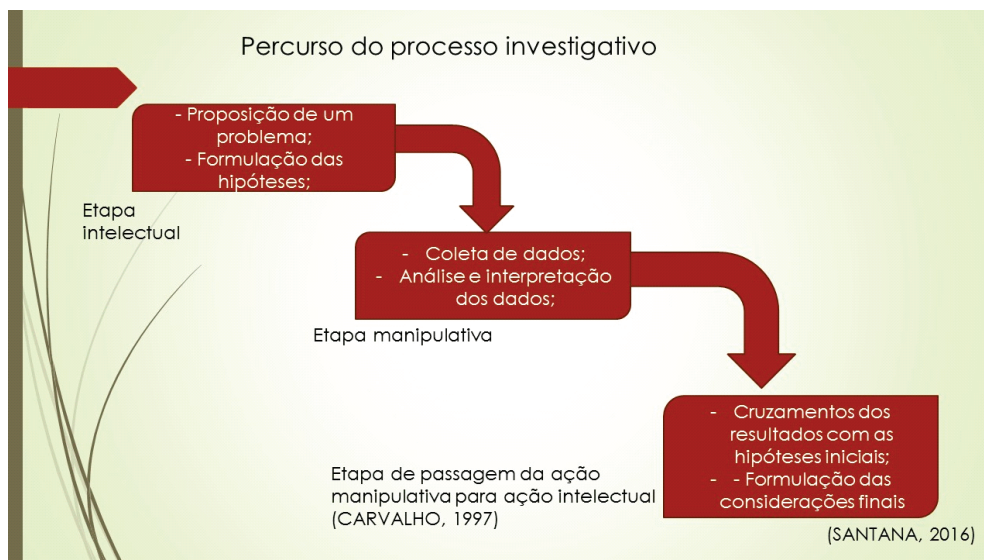 Percurso do processo investigativo
- Proposição de um
problema;
- Formulação das
hipóteses;
Etapa
intelectual
- Coleta de dados;
- Análise e interpretação
dos dados;
Etapa manipulativa
- Cruzamentos dos
resultados com as
hipóteses iniciais;
- - Formulação das
considerações finais
Etapa de passagem da ação
manipulativa para ação intelectual
(CARVALHO, 1997)
(SANTANA, 2016)